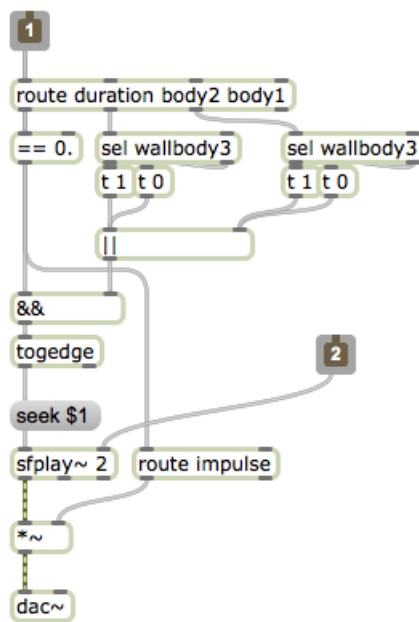 1
route duration body2 body1
== 0.
sel wallbody3
sel wallbody3
t 1
t 0
t 1
t 0
||
&&
togedge
2
seek $1
sfplay~ 2
route impulse
*~
dac~